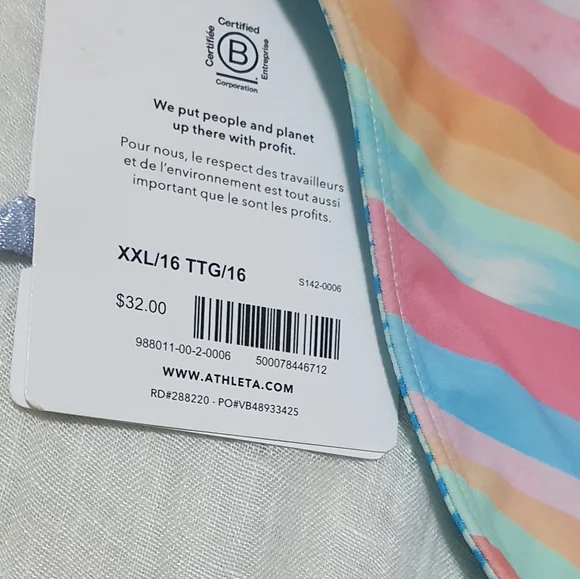 Certified
Certifiée
B
Entreprise
Corporation
We put people and planet
up there with profit.
Pour nous, le respect des travailleurs
et de l'environnement est tout aussi
important que le sont les profits.
XXL/16 TTG/16
S142-0006
$32.00
988011-00-2-0006 500078446712
WWW.ATHLETA.COM
RD#288220 - PO#VB48933425